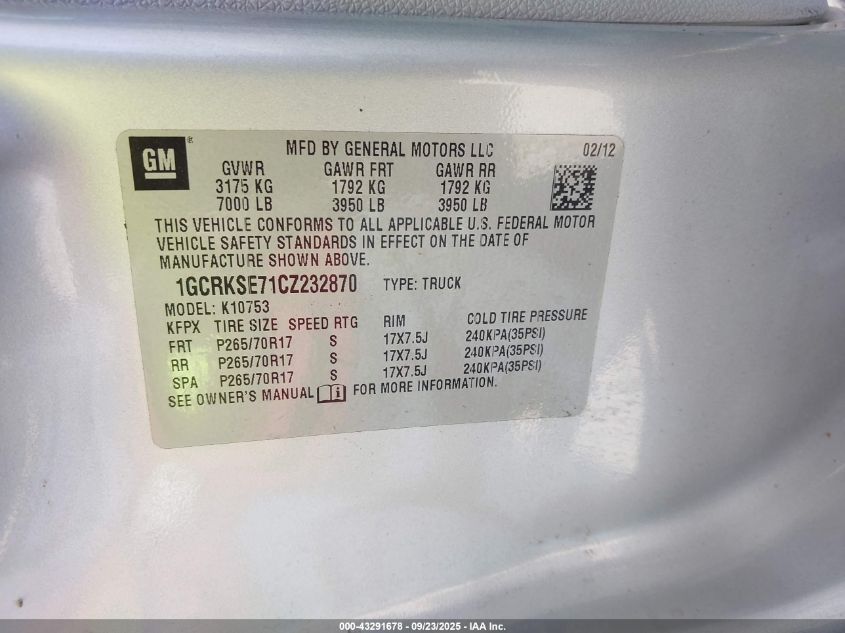 GM ®
MFD BY GENERAL MOTORS LLC 02/12
GVWR GAWR FRT GAWR RR
3175 KG 1792 KG 1792 KG
7000 LB 3950 LB 3950 LB
THIS VEHICLE CONFORMS TO ALL APPLICABLE U.S. FEDERAL MOTOR
VEHICLE SAFETY STANDARDS IN EFFECT ON THE DATE OF
MANUFACTURE SHOWN ABOVE.
1GCRKSE71CZ232870 TYPE: TRUCK
MODEL: K10753
KFPX TIRE SIZE SPEED RTG RIM COLD TIRE PRESSURE
FRT P265/70R17 S 17X7.5J 240KPA(35PSI)
RR P265/70R17 S 17X7.5J 240KPA(35PSI)
SPA P265/70R17 S 17X7.5J 240KPA(35PSI)
SEE OWNER'S MANUAL i FOR MORE INFORMATION.
000-43291678 — 09/23/2025 — IAA Inc.